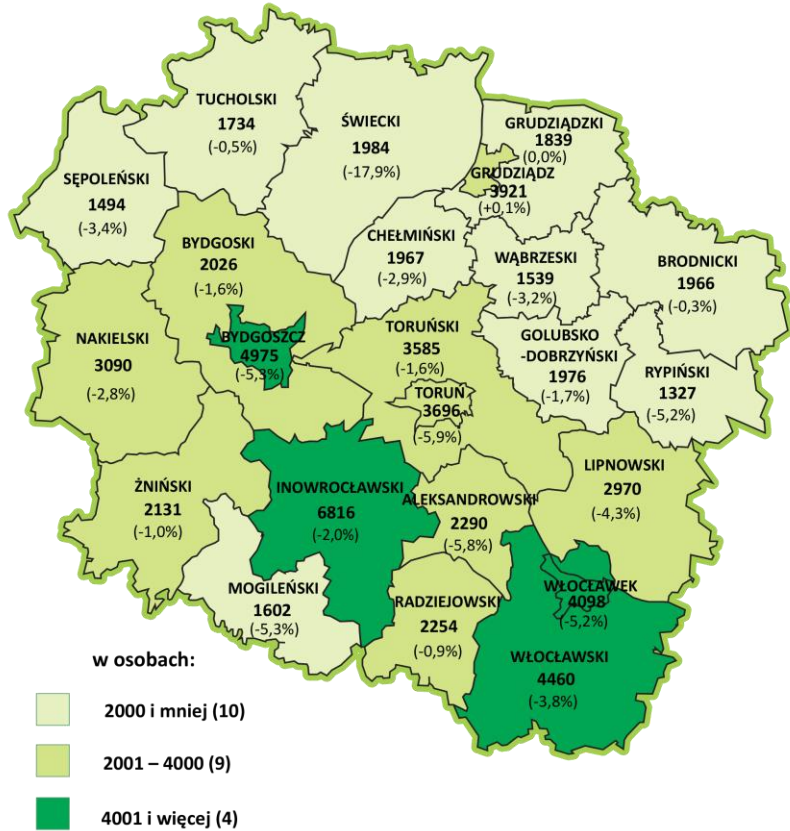 TUCHOLSKI
1734
(-0,5%)
ŚWIECKI
1984
(-17,9%)
GRUDZIĄDZKI
1839
(0,0%)
GRUDZIĄDZ
3921
(+0,1%)
SĘPOLEŃSKI
1494
(-3,4%)
BYDGOSKI
2026
(-1,6%)
CHEŁMIŃSKI
1967
(-2,9%)
WĄBRZESKI
1539
(-3,2%)
BRODNICKI
1966
(-0,3%)
NAKIELSKI
3090
(-2,8%)
BYDGOSZCZ
4975
(-5,3%)
TORUŃSKI
3585
(-1,6%)
GOLUBSKO
-DOBRZYŃSKI
1976
(-1,7%)
RYPIŃSKI
1327
(-5,2%)
TORUŃ
3696
(-5,9%)
ŻNIŃSKI
2131
(-1,0%)
INOWROCŁAWSKI
6816
(-2,0%)
ALEKSANDROWSKI
2290
(-5,8%)
LIPNOWSKI
2970
(-4,3%)
MOGILEŃSKI
1602
(-5,3%)
RADZIEJOWSKI
2254
(-0,9%)
WŁOCŁAWEK
4098
(-5,2%)
WŁOCŁAWSKI
4460
(-3,8%)
w osobach:
2000 i mniej (10)
2001 – 4000 (9)
4001 i więcej (4)